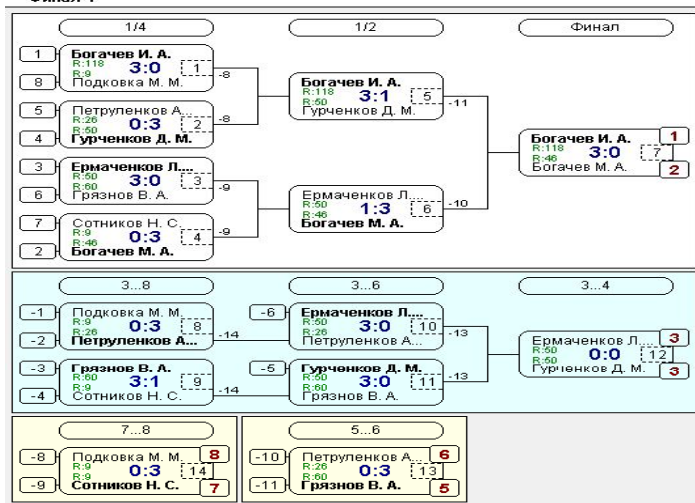 Финал 1
1/4
1/2
Финал
1
Богачев И. А.
R:118
3:0
1
R:9
8
Подковка М. М.
-8
5
Петруленков А...
R:26
0:3
2
R:50
4
Гурченков Д. М.
-8
3
Ермаченков Л....
R:50
3:0
3
R:60
6
Грязнов В. А.
-9
7
Сотников Н. С.
R:9
0:3
4
R:46
2
Богачев М. А.
-9
Богачев И. А.
R:118
3:1
5
R:50
Гурченков Д. М.
-11
Ермаченков Л....
R:50
1:3
6
R:46
Богачев М. А.
-10
Богачев И. А.
1
R:118
3:0
7
R:46
Богачев М. А.
2
3...8
3...6
3...4
-1
Подковка М. М.
R:9
0:3
8
R:26
-2
Петруленков А...
-14
-3
Грязнов В. А.
R:60
3:1
9
R:9
-4
Сотников Н. С.
-14
-6
Ермаченков Л....
R:50
3:0
10
R:26
Петруленков А...
-13
-5
Гурченков Д. М.
R:50
3:0
11
R:60
Грязнов В. А.
-13
Ермаченков Л...
3
R:50
0:0
12
R:50
Гурченков Д. М.
3
7...8
5...6
-8
Подковка М. М.
8
R:9
0:3
14
R:9
-9
Сотников Н. С.
7
-10
Петруленков А...
6
R:26
0:3
13
R:60
-11
Грязнов В. А.
5